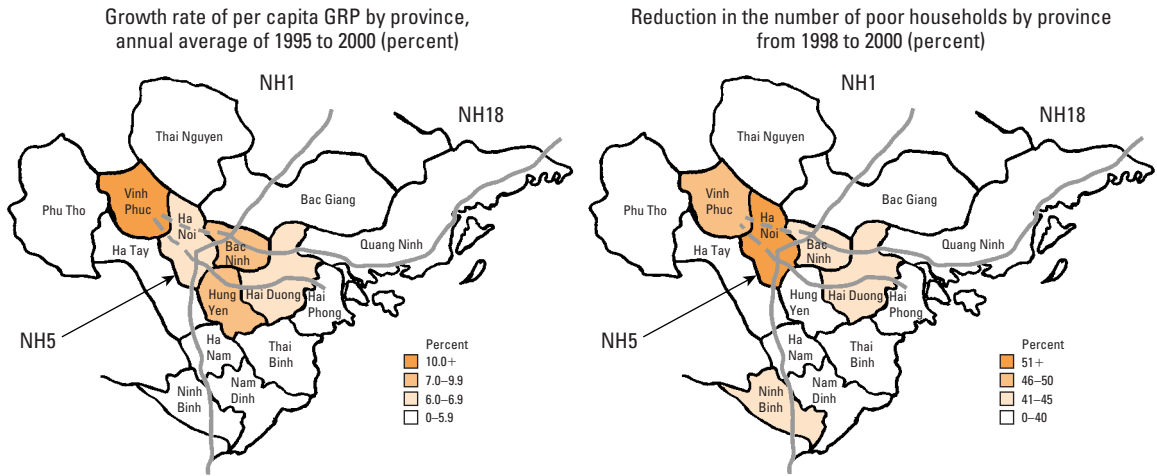 Growth rate of per capita GRP by province,
annual average of 1995 to 2000 (percent)
NH1
NH18
Thai Nguyen
Phu Tho
Vinh
Phuc
Ha
Noi
Bac Giang
Ha Tay
Bac
Ninh
Quang Ninh
Hung
Yen
Hai Duong
Hai
Phong
NH5
Ha
Nam
Thai
Binh
Ninh
Binh
Nam
Dinh
Percent
10.0+
7.0–9.9
6.0–6.9
0–5.9
Reduction in the number of poor households by province
from 1998 to 2000 (percent)
NH1
NH18
Thai Nguyen
Phu Tho
Vinh
Phuc
Ha
Noi
Bac Giang
Ha Tay
Bac
Ninh
Quang Ninh
Hung
Yen
Hai Duong
Hai
Phong
NH5
Ha
Nam
Thai
Binh
Ninh
Binh
Nam
Dinh
Percent
51+
46–50
41–45
0–40